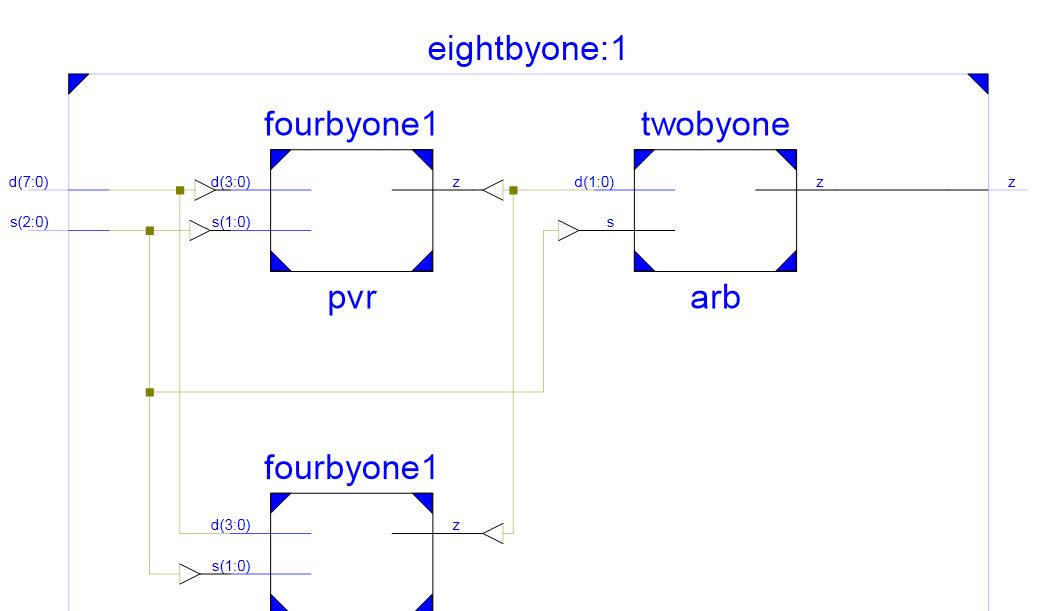 eightbyone:1
fourbyone1
twobyone
d(7:0)
d(3:0)
z
d(1:0)
z
z
s(2:0)
s(1:0)
s
pvr
arb
fourbyone1
d(3:0)
z
s(1:0)